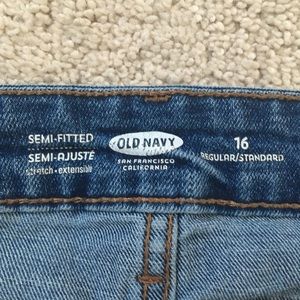 SEMI-FITTED
SEMI-AJUSTÉ
stretch • extensible
OLD NAVY
SAN FRANCISCO
CALIFORNIA
16
REGULAR/STANDARD